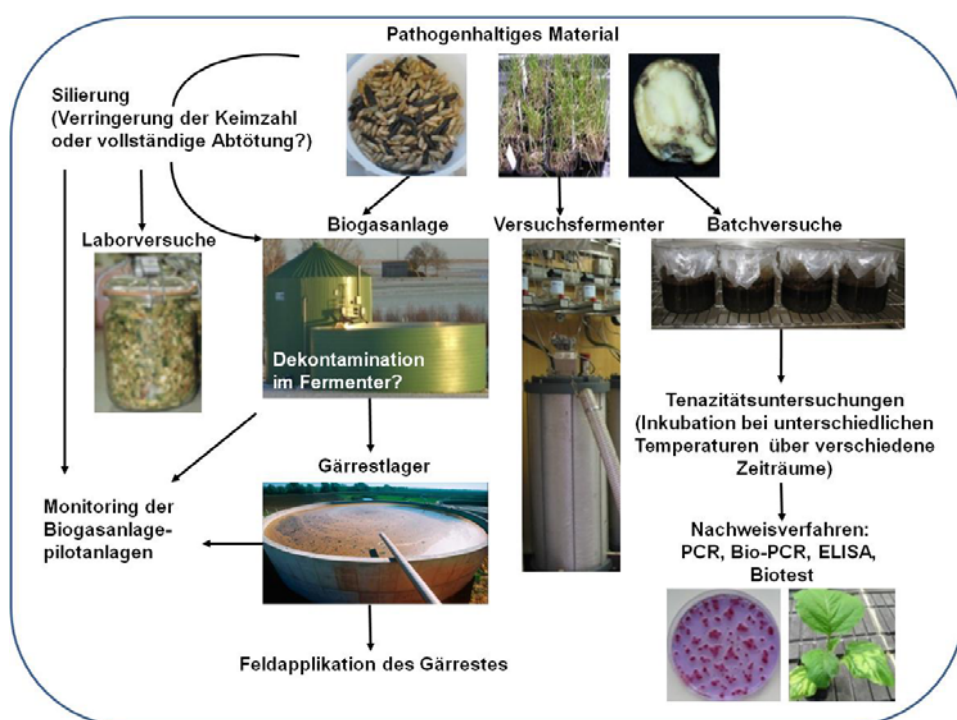 Pathogenhaltiges Material
Silierung
(Verringerung der Keimzahl
oder vollständige Abtötung?)
Laborversuche
Biogasanlage
Versuchsfermenter
Batchversuche
Dekontamination
im Fermenter?
Tenazitätsuntersuchungen
(Inkubation bei unterschiedlichen
Temperaturen über verschiedene
Zeiträume)
Gärrestlager
Monitoring der
Biogasanlage-
pilotanlagen
Nachweisverfahren:
PCR, Bio-PCR, ELISA,
Biotest
Feldapplikation des Gärrestes